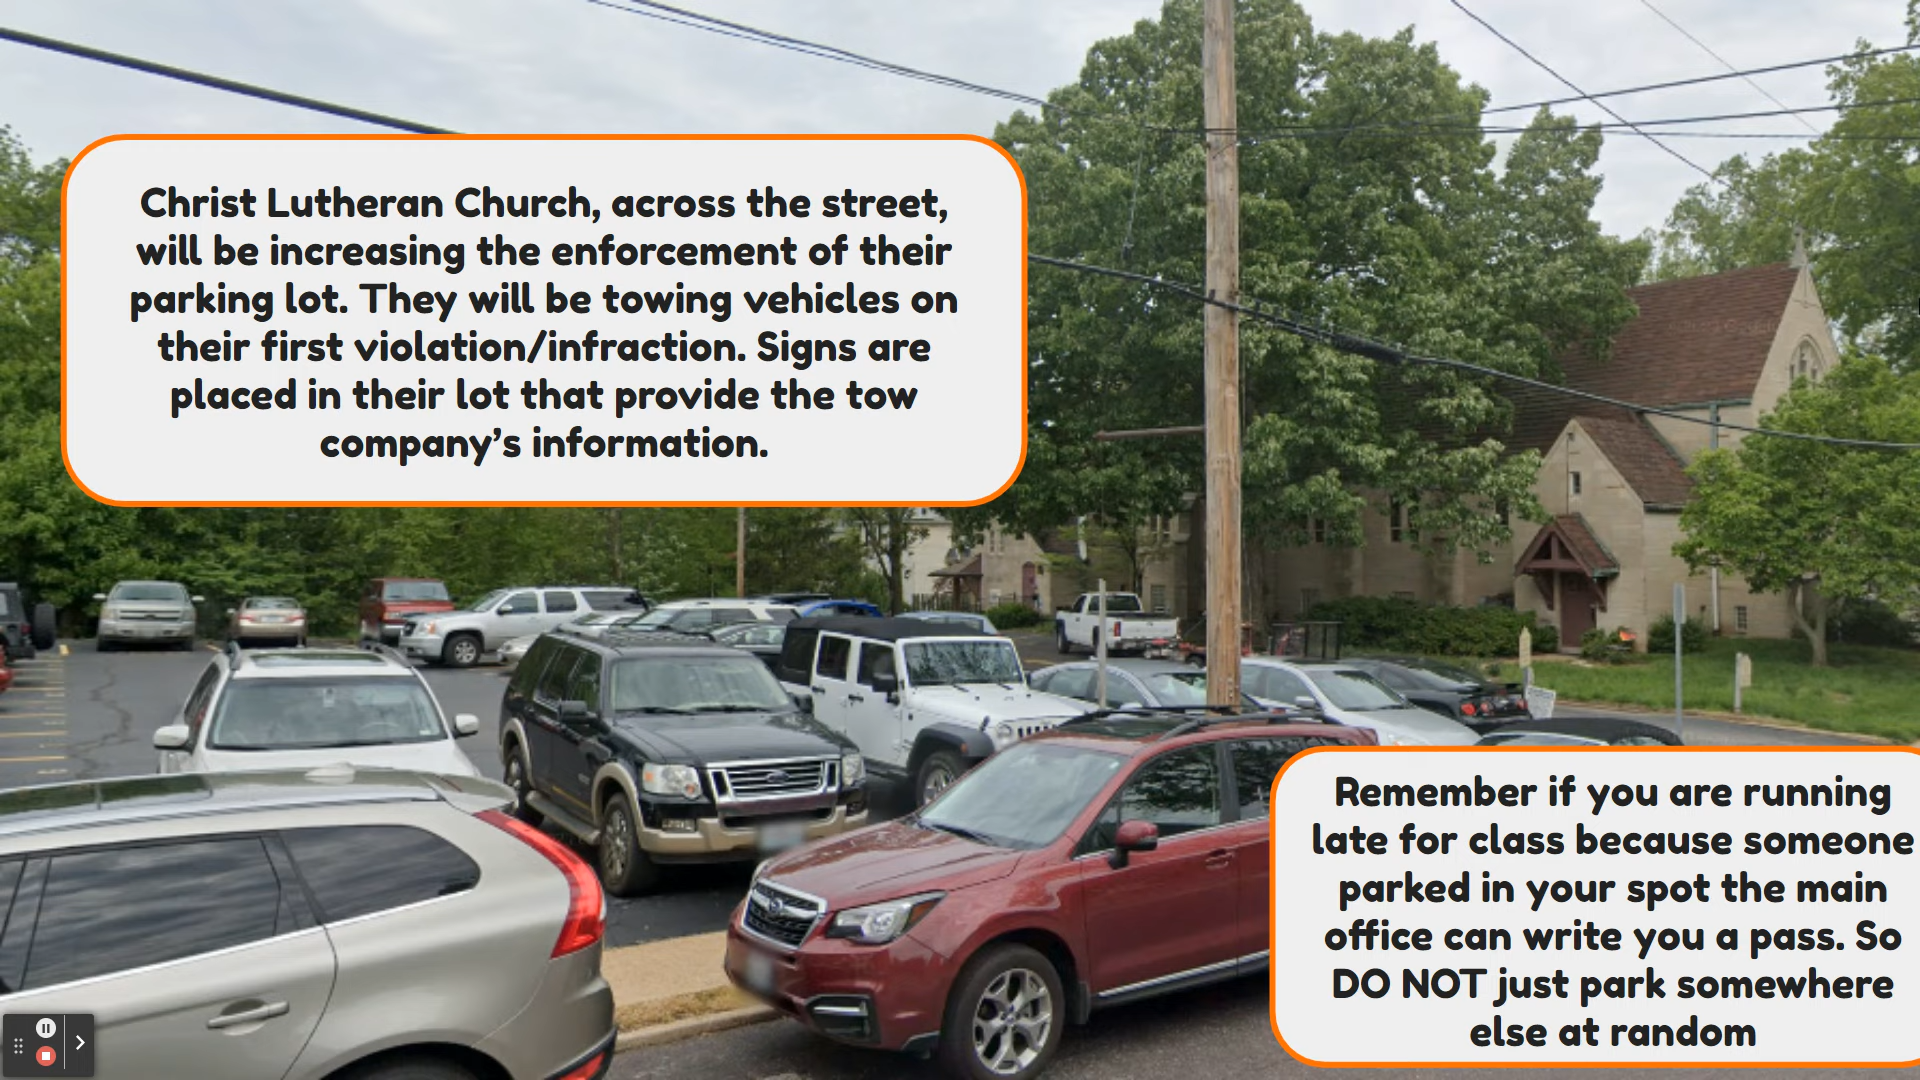 Christ Lutheran Church, across the street,
will be increasing the enforcement of their
parking lot. They will be towing vehicles on
their first violation/infraction. Signs are
placed in their lot that provide the tow
company’s information.
Remember if you are running
late for class because someone
parked in your spot the main
office can write you a pass. So
DO NOT just park somewhere
else at random